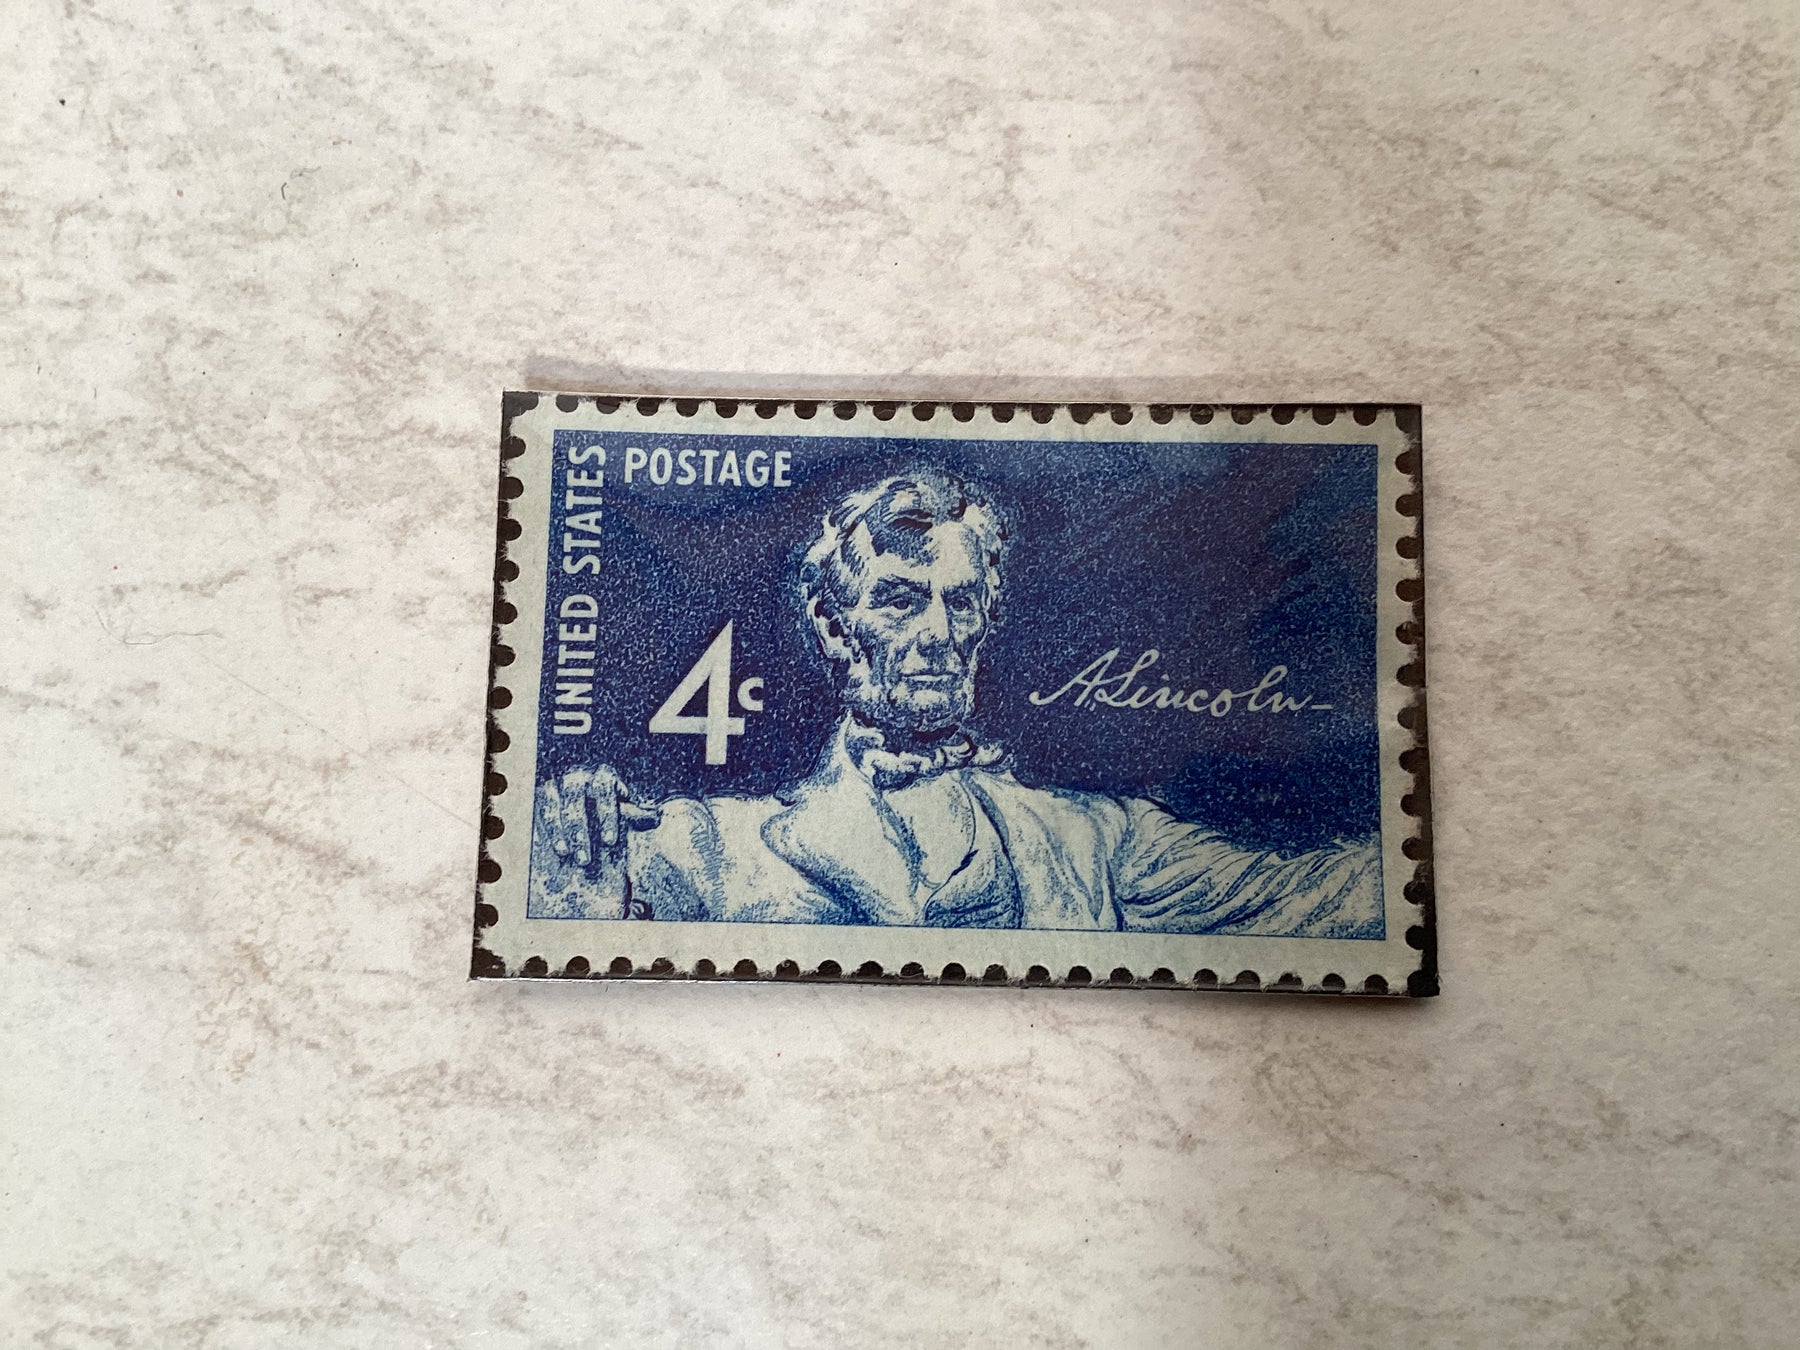 UNITED STATES
POSTAGE
4c
A.Lincoln